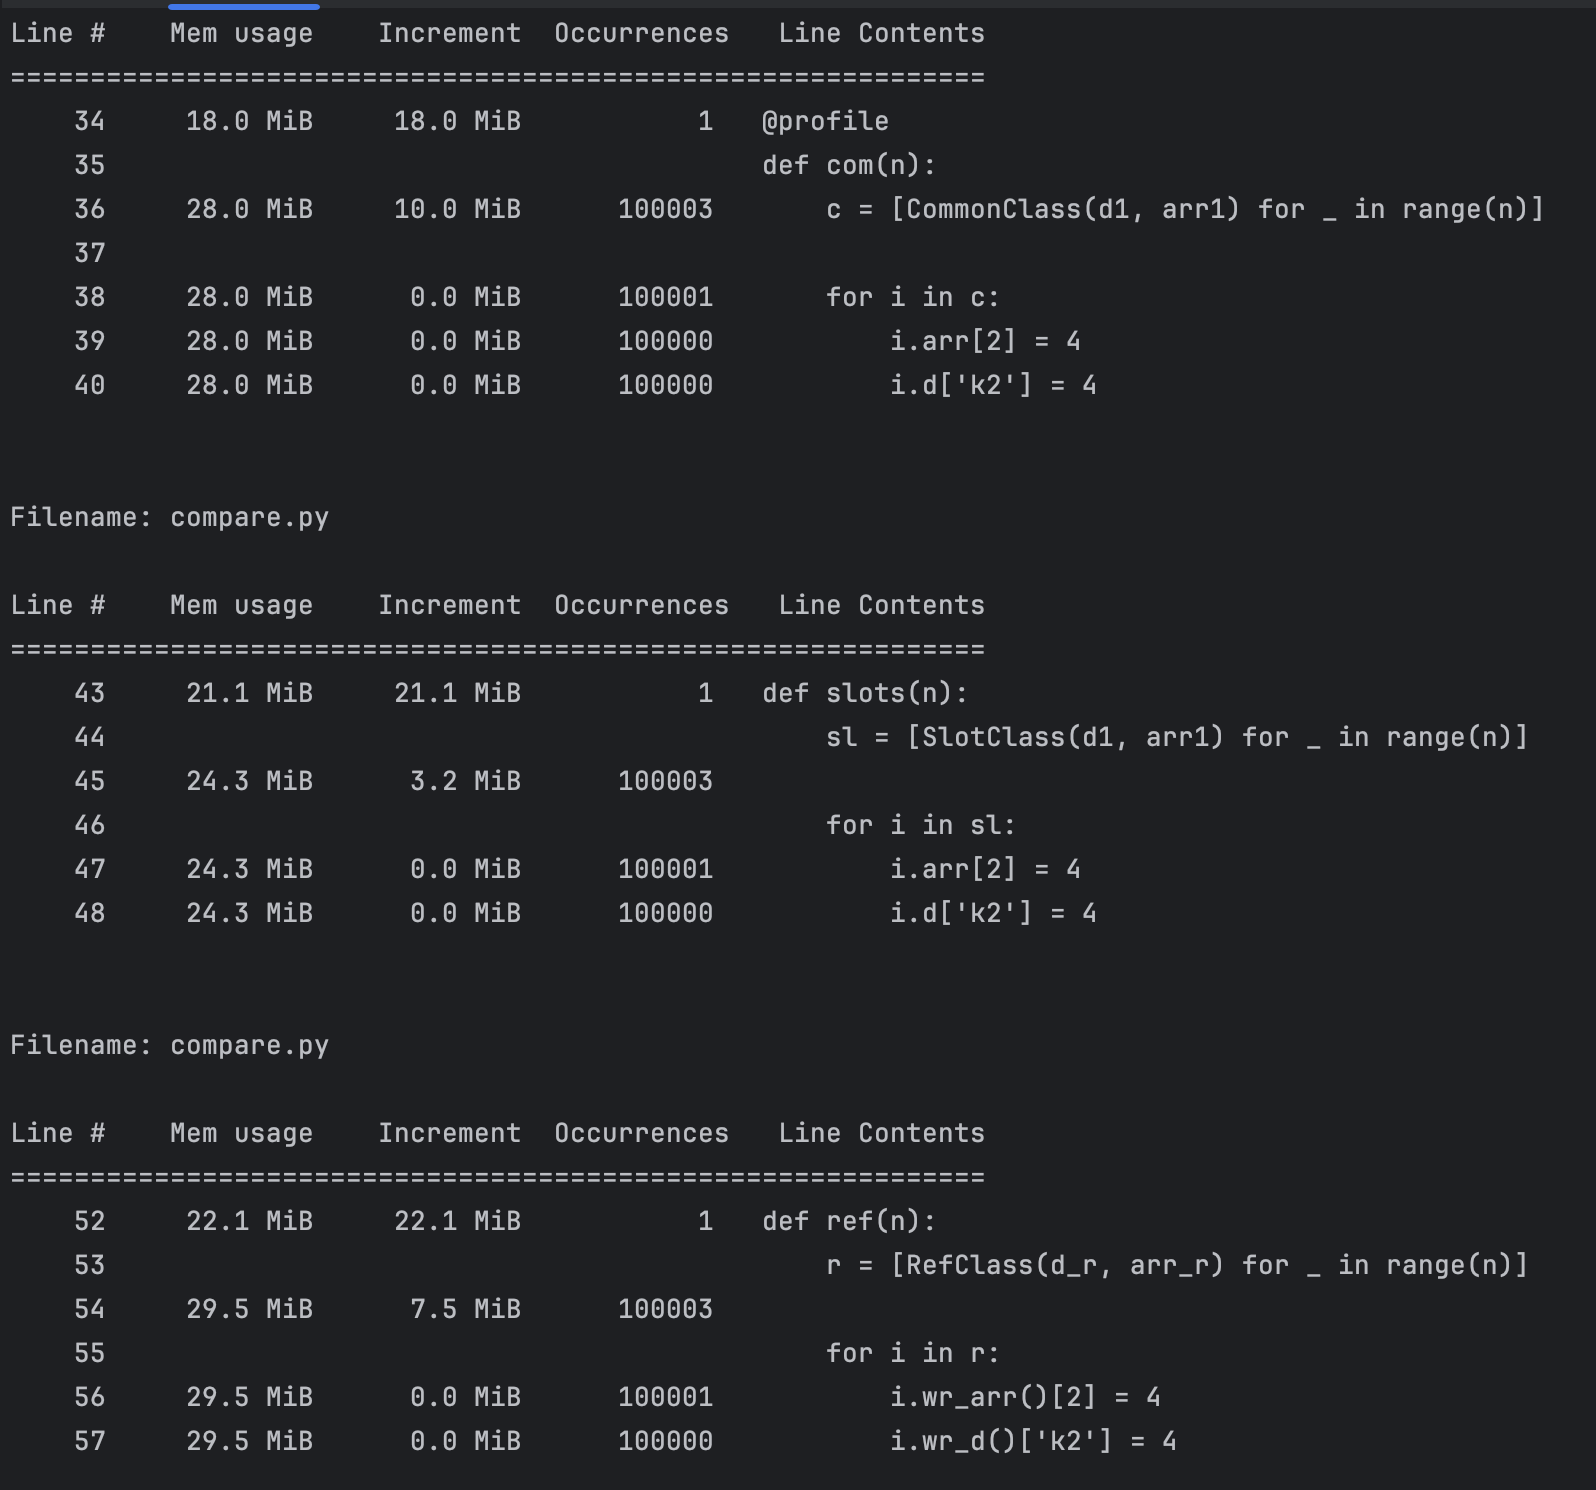 Line #    Mem usage    Increment  Occurrences   Line Contents
=============================================================
    34     18.0 MiB     18.0 MiB           1   @profile
    35                                         def com(n):
    36     28.0 MiB     10.0 MiB      100003       c = [CommonClass(d1, arr1) for _ in range(n)]
    37
    38     28.0 MiB      0.0 MiB      100001       for i in c:
    39     28.0 MiB      0.0 MiB      100000           i.arr[2] = 4
    40     28.0 MiB      0.0 MiB      100000           i.d['k2'] = 4
Filename: compare.py
Line #    Mem usage    Increment  Occurrences   Line Contents
=============================================================
    43     21.1 MiB     21.1 MiB           1   def slots(n):
    44                                             sl = [SlotClass(d1, arr1) for _ in range(n)]
    45     24.3 MiB      3.2 MiB      100003
    46                                             for i in sl:
    47     24.3 MiB      0.0 MiB      100001           i.arr[2] = 4
    48     24.3 MiB      0.0 MiB      100000           i.d['k2'] = 4
Filename: compare.py
Line #    Mem usage    Increment  Occurrences   Line Contents
=============================================================
    52     22.1 MiB     22.1 MiB           1   def ref(n):
    53                                             r = [RefClass(d_r, arr_r) for _ in range(n)]
    54     29.5 MiB      7.5 MiB      100003
    55                                             for i in r:
    56     29.5 MiB      0.0 MiB      100001           i.wr_arr()[2] = 4
    57     29.5 MiB      0.0 MiB      100000           i.wr_d()['k2'] = 4